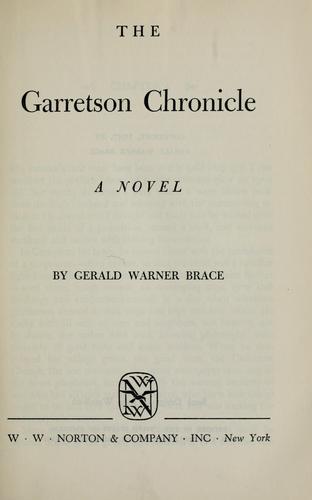 THE
Garretson Chronicle
A NOVEL
BY GERALD WARNER BRACE
W · W · NORTON & COMPANY · INC · New York